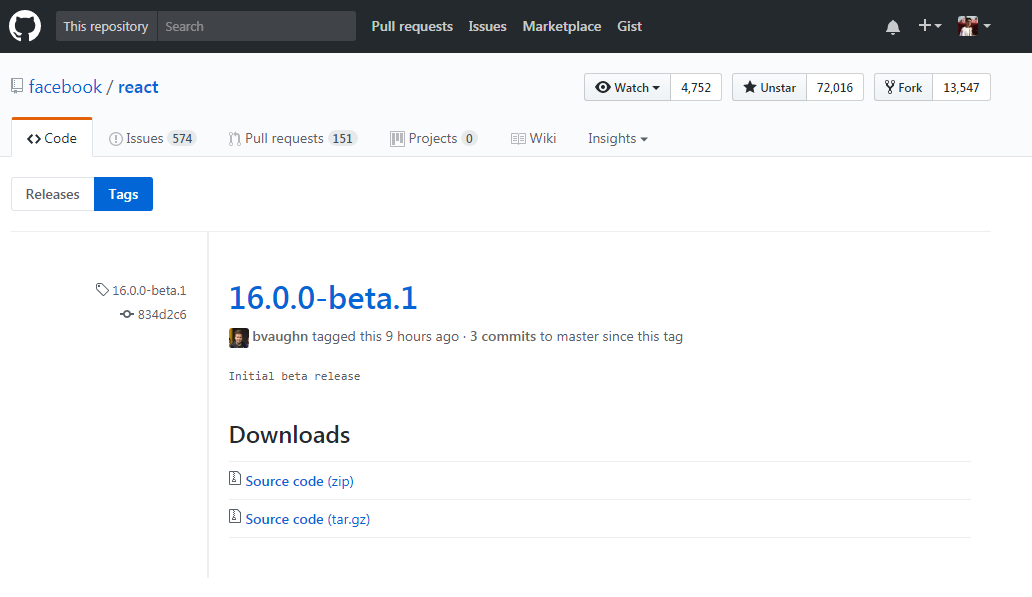 This repository Search Pull requests Issues Marketplace Gist
facebook / react Watch 4,752 Unstar 72,016 Fork 13,547
Code Issues 574 Pull requests 151 Projects 0 Wiki Insights
Releases Tags
16.0.0-beta.1
834d2c6
16.0.0-beta.1
bvaughn tagged this 9 hours ago · 3 commits to master since this tag
Initial beta release
Downloads
Source code (zip)
Source code (tar.gz)